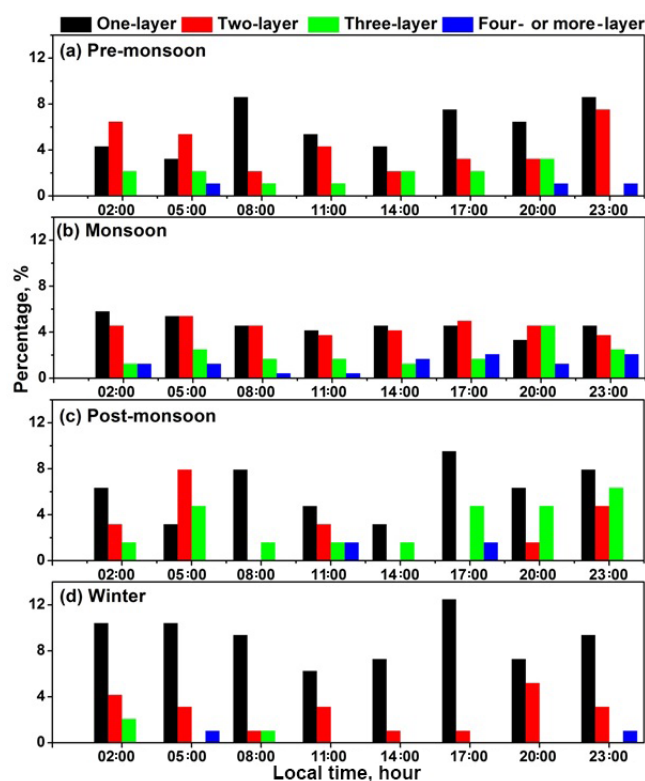 One-layer Two-layer Three-layer Four- or more-layer
(a) Pre-monsoon
12
8
4
0
02:00 05:00 08:00 11:00 14:00 17:00 20:00 23:00
(b) Monsoon
12
8
4
0
02:00 05:00 08:00 11:00 14:00 17:00 20:00 23:00
Percentage, %
(c) Post-monsoon
12
8
4
0
02:00 05:00 08:00 11:00 14:00 17:00 20:00 23:00
(d) Winter
12
8
4
0
02:00 05:00 08:00 11:00 14:00 17:00 20:00 23:00
Local time, hour